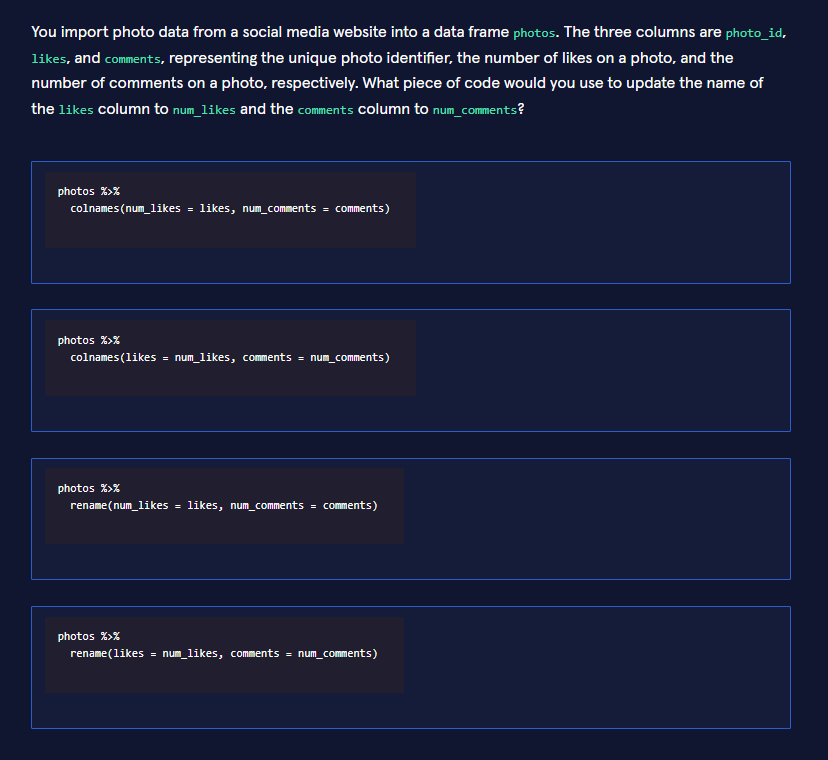 You import photo data from a social media website into a data frame photos. The three columns are photo_id,
likes, and comments, representing the unique photo identifier, the number of likes on a photo, and the
number of comments on a photo, respectively. What piece of code would you use to update the name of
the likes column to num_likes and the comments column to num_comments?
photos %>%
colnames(num_likes = likes, num_comments = comments)
photos %>%
colnames(likes = num_likes, comments = num_comments)
photos %>%
rename(num_likes = likes, num_comments = comments)
photos %>%
rename(likes = num_likes, comments = num_comments)